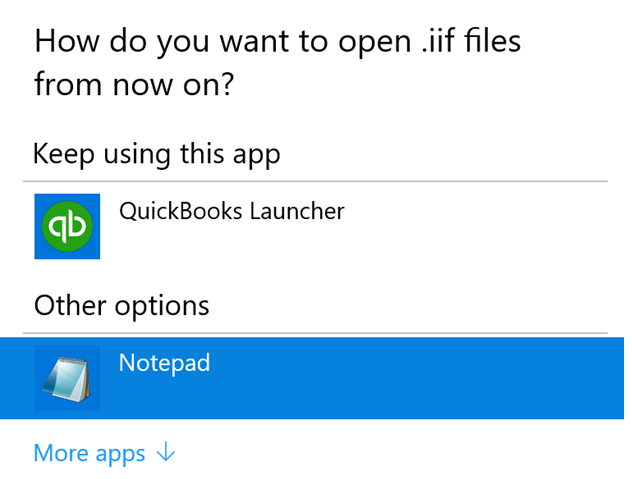 How do you want to open .iif files
from now on?
Keep using this app
qb
QuickBooks Launcher
Other options
Notepad
More apps ↓